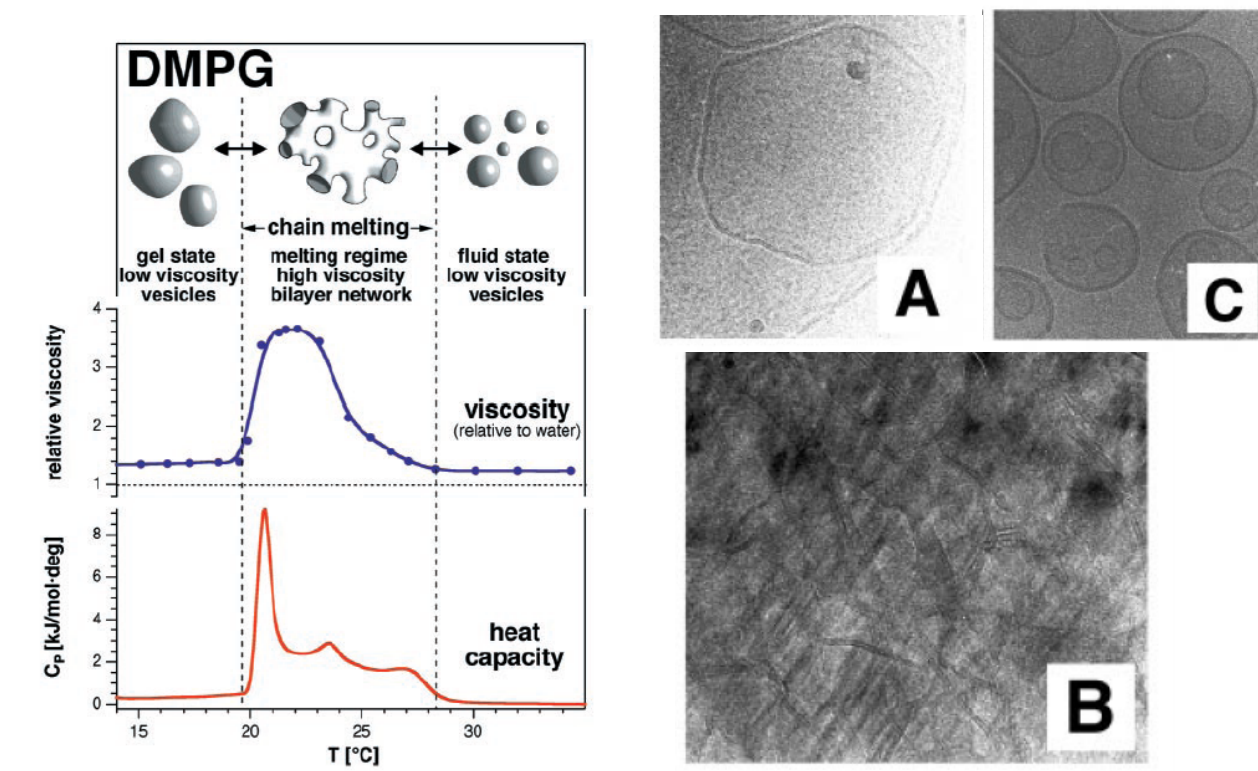 DMPG
chain melting
gel state
low viscosity
vesicles
melting regime
high viscosity
bilayer network
fluid state
low viscosity
vesicles
4
3
2
1
relative viscosity
viscosity
(relative to water)
8
6
4
2
0
Cₚ [kJ/mol·deg]
heat
capacity
15
20
25
30
T [°C]
A
C
B